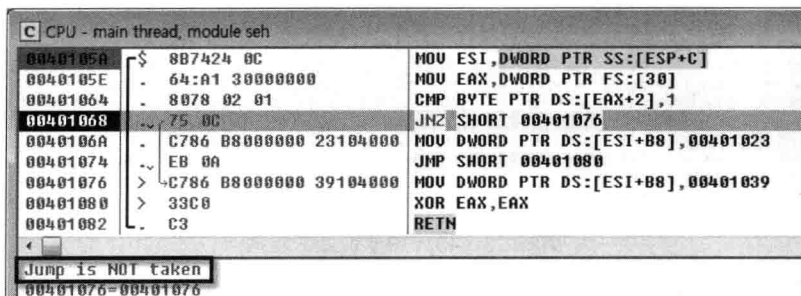 C CPU - main thread, module seh
0040105A $ 8B7424 0C MOV ESI,DWORD PTR SS:[ESP+C]
0040105E . 64:A1 30000000 MOV EAX,DWORD PTR FS:[30]
00401064 . 8078 02 01 CMP BYTE PTR DS:[EAX+2],1
00401068 .. 75 0C JNZ SHORT 00401076
0040106A . C786 B8000000 23104000 MOV DWORD PTR DS:[ESI+B8],00401023
00401074 .. EB 0A JMP SHORT 00401080
00401076 > C786 B8000000 39104000 MOV DWORD PTR DS:[ESI+B8],00401039
00401080 > 33C0 XOR EAX,EAX
00401082 . C3 RETN
Jump is NOT taken
00401076=00401076